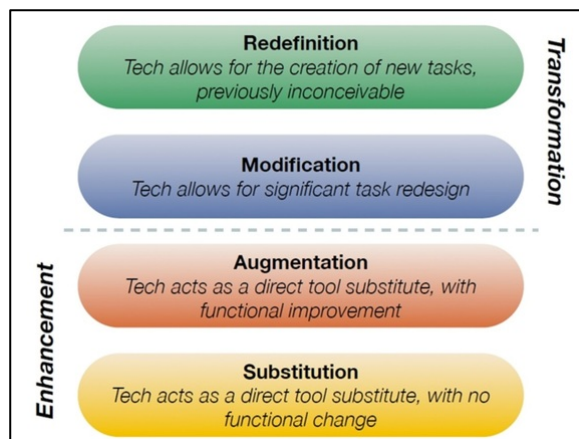 Redefinition
Tech allows for the creation of new tasks,
previously inconceivable
Transformation
Modification
Tech allows for significant task redesign
Augmentation
Tech acts as a direct tool substitute, with
functional improvement
Enhancement
Substitution
Tech acts as a direct tool substitute, with no
functional change